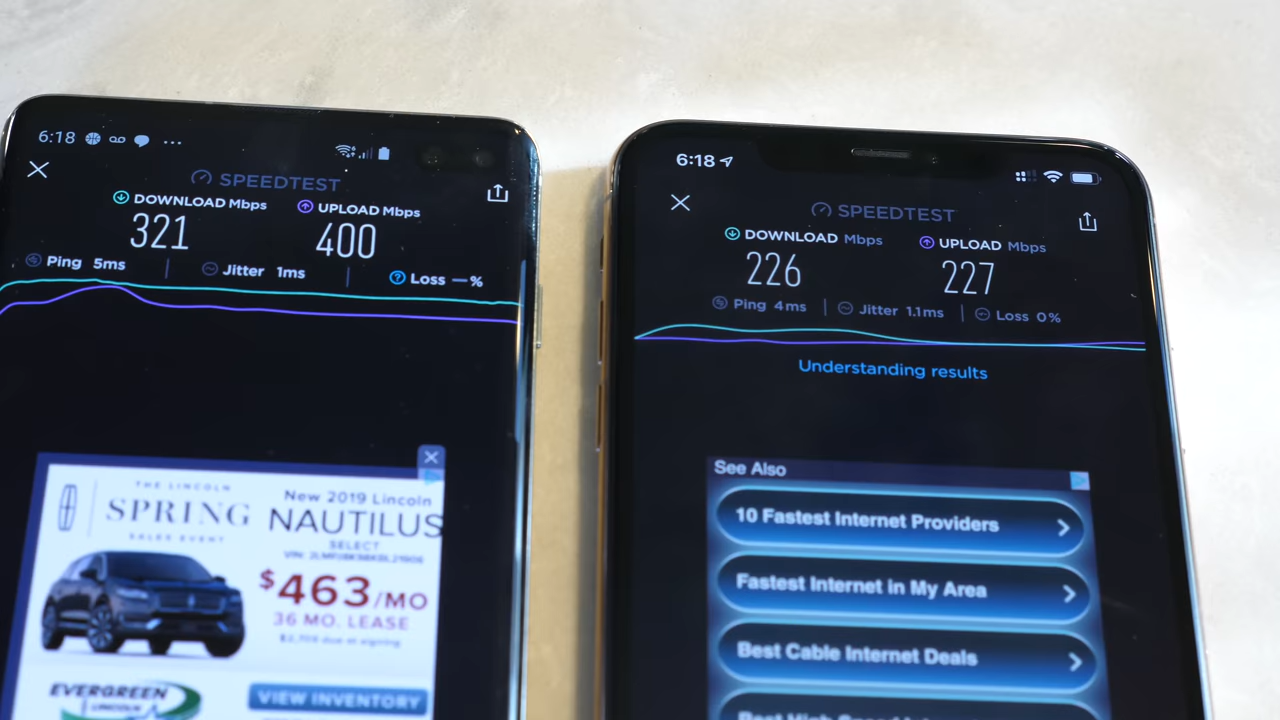 6:18
SPEEDTEST
DOWNLOAD Mbps
UPLOAD Mbps
321
400
Ping 5ms
Jitter 1ms
Loss — %
THE LINCOLN
SPRING
SALES EVENT
New 2019 Lincoln
NAUTILUS
SELECT
$463/MO
36 MO. LEASE
EVERGREEN
LINCOLN
VIEW INVENTORY
6:18
SPEEDTEST
DOWNLOAD Mbps
UPLOAD Mbps
226
227
Ping 4ms
Jitter 1.1ms
Loss 0%
Understanding results
See Also
10 Fastest Internet Providers
Fastest Internet in My Area
Best Cable Internet Deals